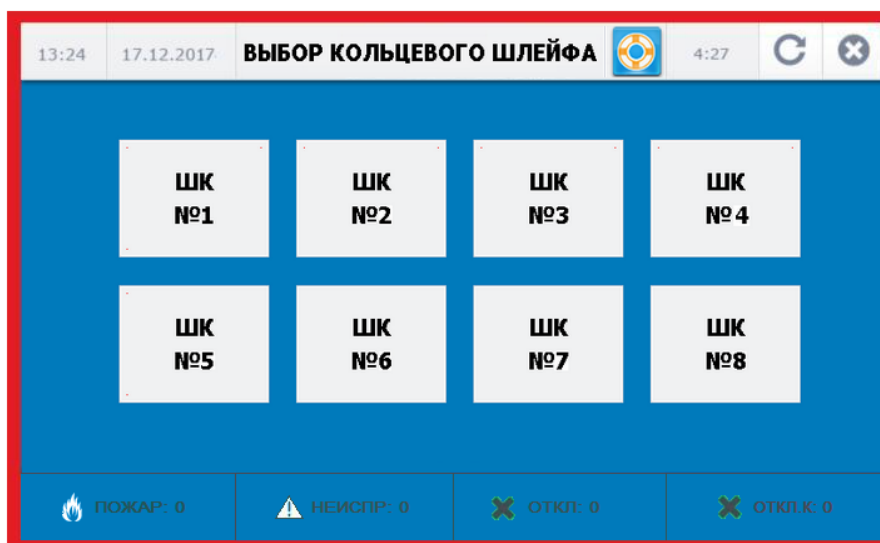 13:24 17.12.2017 ВЫБОР КОЛЬЦЕВОГО ШЛЕЙФА 4:27
ШК ШК ШК ШК
№1 №2 №3 №4
ШК ШК ШК ШК
№5 №6 №7 №8
ПОЖАР: 0 НЕИСПР: 0 ОТКЛ: 0 ОТКЛ.К: 0